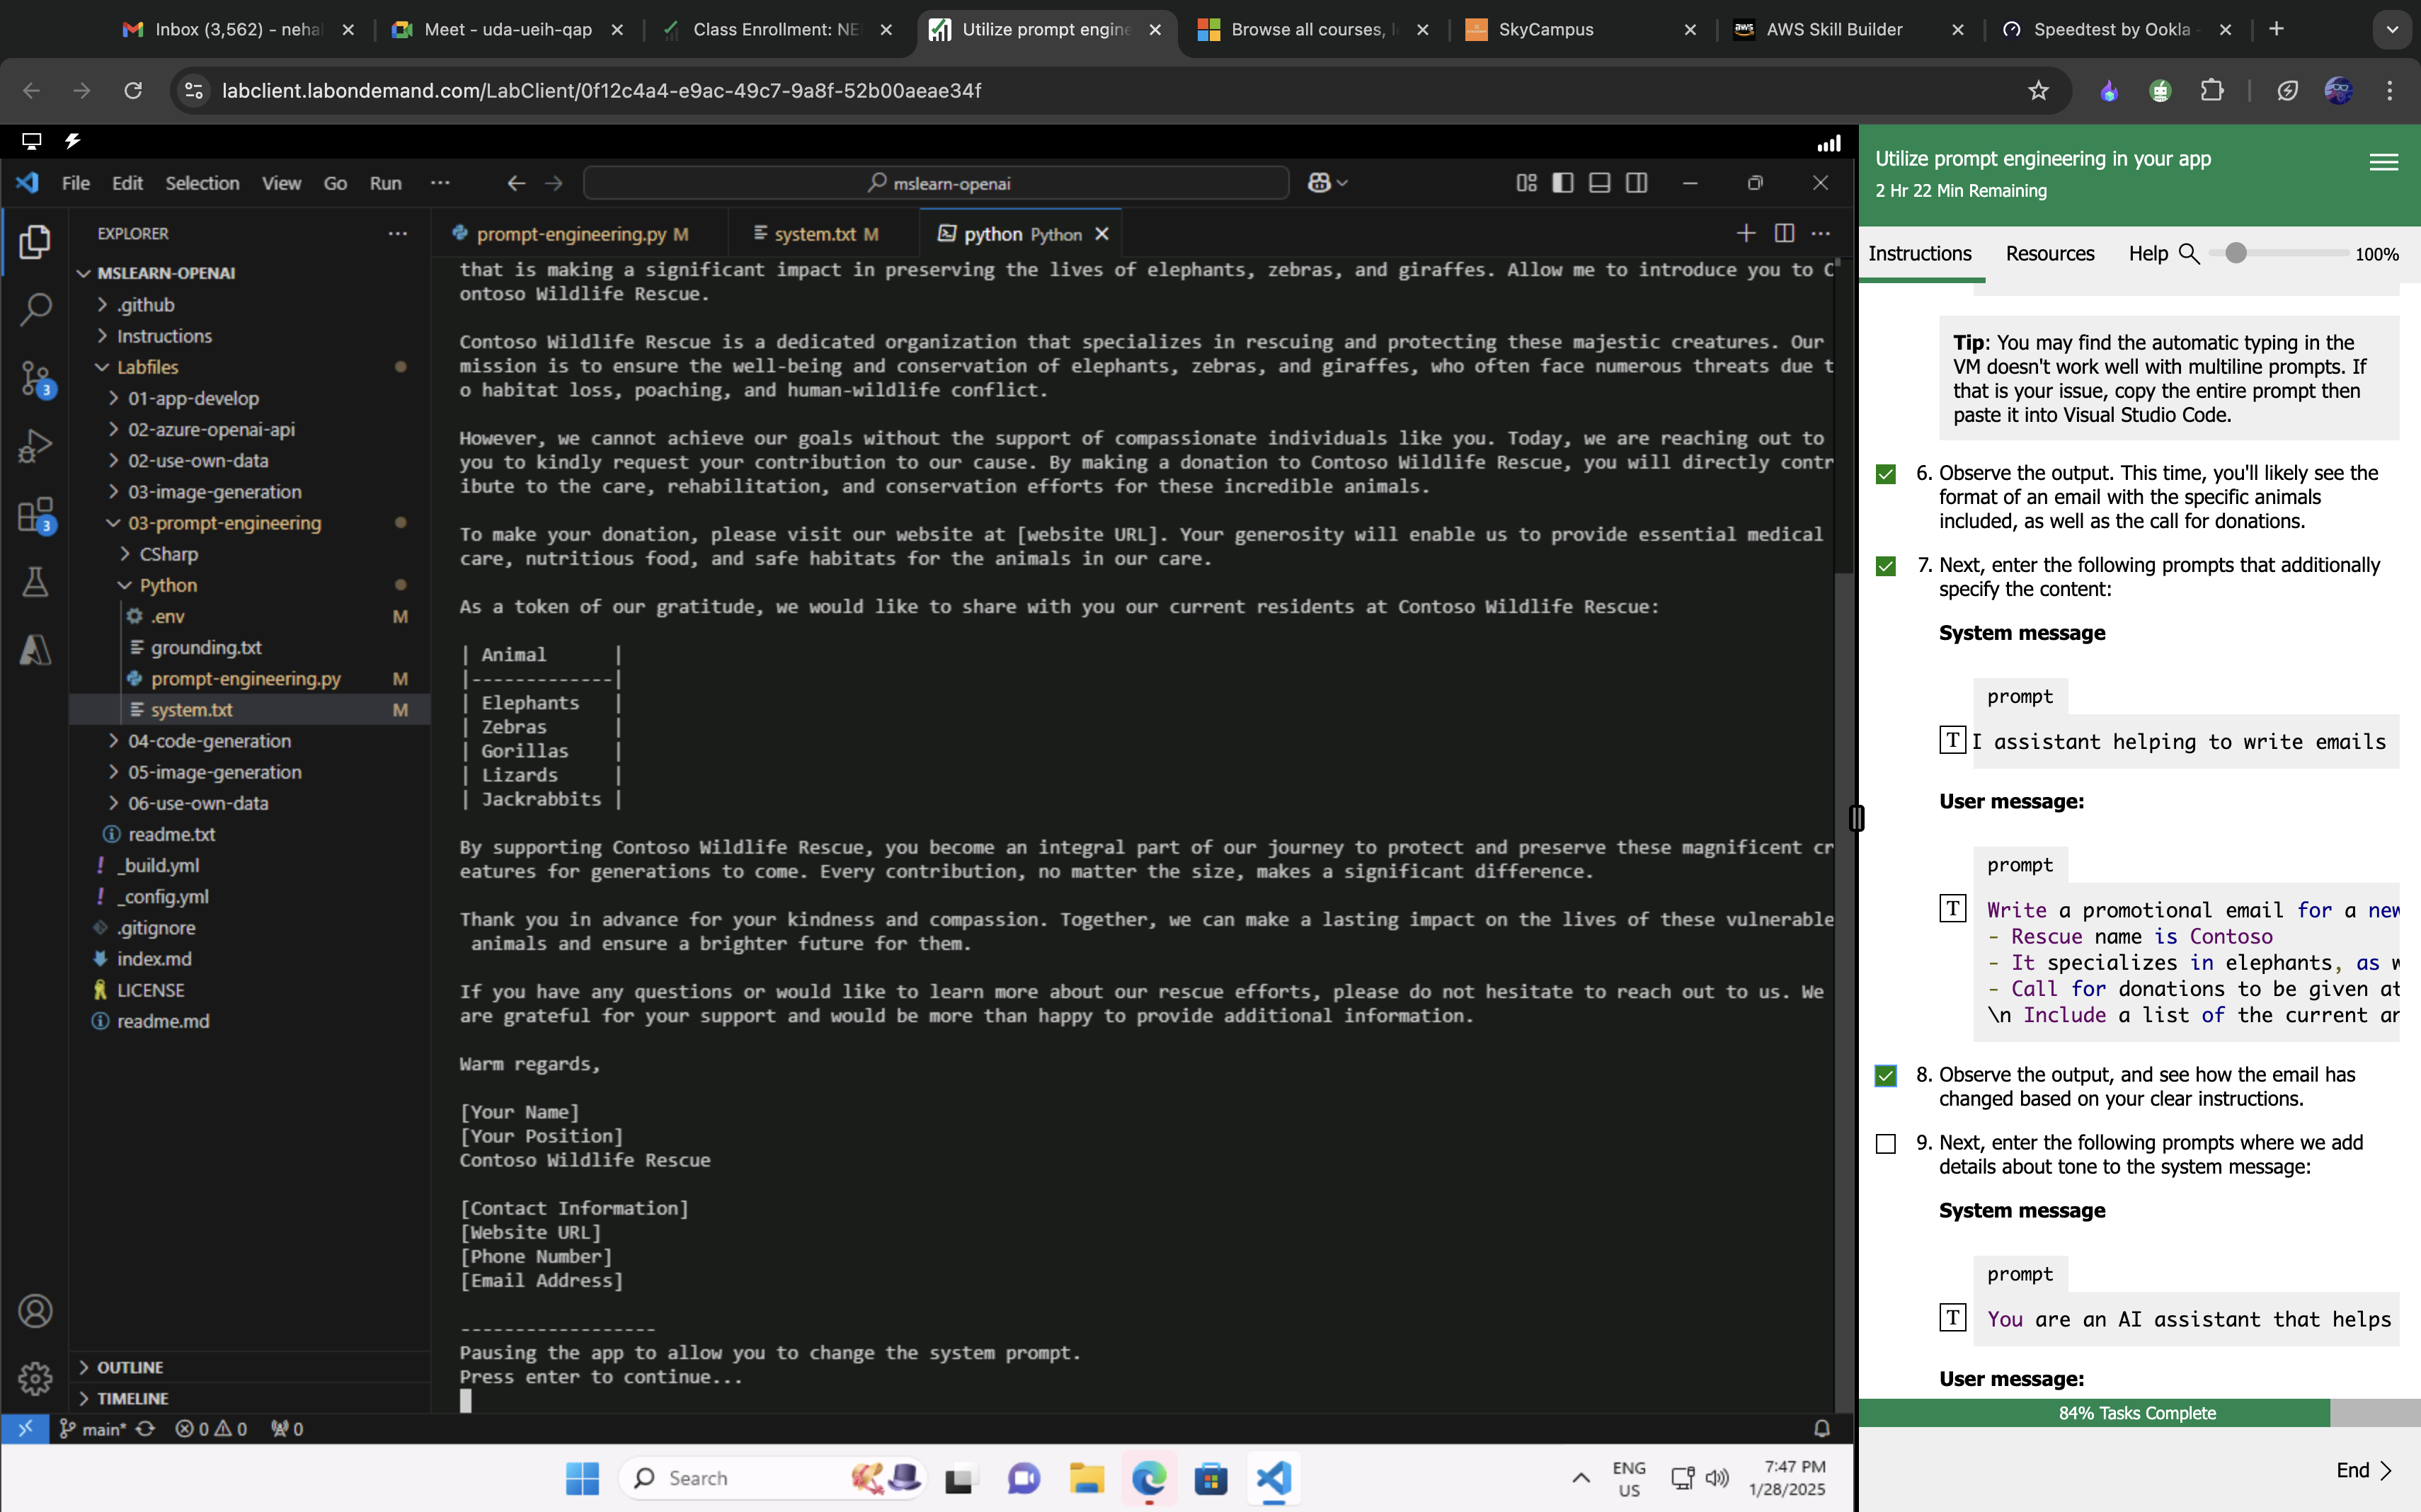 Inbox (3,562) - neha
Meet - uda-ueih-qap
Class Enrollment: NE
Utilize prompt engine
Browse all courses, l
SkyCampus
AWS Skill Builder
Speedtest by Ookla -
labclient.labondemand.com/LabClient/0f12c4a4-e9ac-49c7-9a8f-52b00aeae34f
File Edit Selection View Go Run ...
mslearn-openai
EXPLORER
MSLEARN-OPENAI
.github
Instructions
Labfiles
01-app-develop
02-azure-openai-api
02-use-own-data
03-image-generation
03-prompt-engineering
CSharp
Python
.env M
grounding.txt
prompt-engineering.py M
system.txt M
04-code-generation
05-image-generation
06-use-own-data
readme.txt
_build.yml
_config.yml
.gitignore
index.md
LICENSE
readme.md
OUTLINE
TIMELINE
3
3
prompt-engineering.py M
system.txt M
python Python
that is making a significant impact in preserving the lives of elephants, zebras, and giraffes. Allow me to introduce you to C
ontoso Wildlife Rescue.
Contoso Wildlife Rescue is a dedicated organization that specializes in rescuing and protecting these majestic creatures. Our
mission is to ensure the well-being and conservation of elephants, zebras, and giraffes, who often face numerous threats due t
o habitat loss, poaching, and human-wildlife conflict.
However, we cannot achieve our goals without the support of compassionate individuals like you. Today, we are reaching out to
you to kindly request your contribution to our cause. By making a donation to Contoso Wildlife Rescue, you will directly contr
ibute to the care, rehabilitation, and conservation efforts for these incredible animals.
To make your donation, please visit our website at [website URL]. Your generosity will enable us to provide essential medical
care, nutritious food, and safe habitats for the animals in our care.
As a token of our gratitude, we would like to share with you our current residents at Contoso Wildlife Rescue:
| Animal      |
|-------------|
| Elephants   |
| Zebras      |
| Gorillas    |
| Lizards     |
| Jackrabbits |
By supporting Contoso Wildlife Rescue, you become an integral part of our journey to protect and preserve these magnificent cr
eatures for generations to come. Every contribution, no matter the size, makes a significant difference.
Thank you in advance for your kindness and compassion. Together, we can make a lasting impact on the lives of these vulnerable
animals and ensure a brighter future for them.
If you have any questions or would like to learn more about our rescue efforts, please do not hesitate to reach out to us. We
are grateful for your support and would be more than happy to provide additional information.
Warm regards,
[Your Name]
[Your Position]
Contoso Wildlife Rescue
[Contact Information]
[Website URL]
[Phone Number]
[Email Address]
------------------
Pausing the app to allow you to change the system prompt.
Press enter to continue...
main* 0 0 0
Search
ENG
US
7:47 PM
1/28/2025
Utilize prompt engineering in your app
2 Hr 22 Min Remaining
Instructions Resources Help 100%
Tip: You may find the automatic typing in the
VM doesn't work well with multiline prompts. If
that is your issue, copy the entire prompt then
paste it into Visual Studio Code.
6. Observe the output. This time, you'll likely see the
format of an email with the specific animals
included, as well as the call for donations.
7. Next, enter the following prompts that additionally
specify the content:
System message
prompt
T I assistant helping to write emails
User message:
prompt
T Write a promotional email for a new
- Rescue name is Contoso
- It specializes in elephants, as w
- Call for donations to be given at
\n Include a list of the current an
8. Observe the output, and see how the email has
changed based on your clear instructions.
9. Next, enter the following prompts where we add
details about tone to the system message:
System message
prompt
T You are an AI assistant that helps
User message:
84% Tasks Complete
End